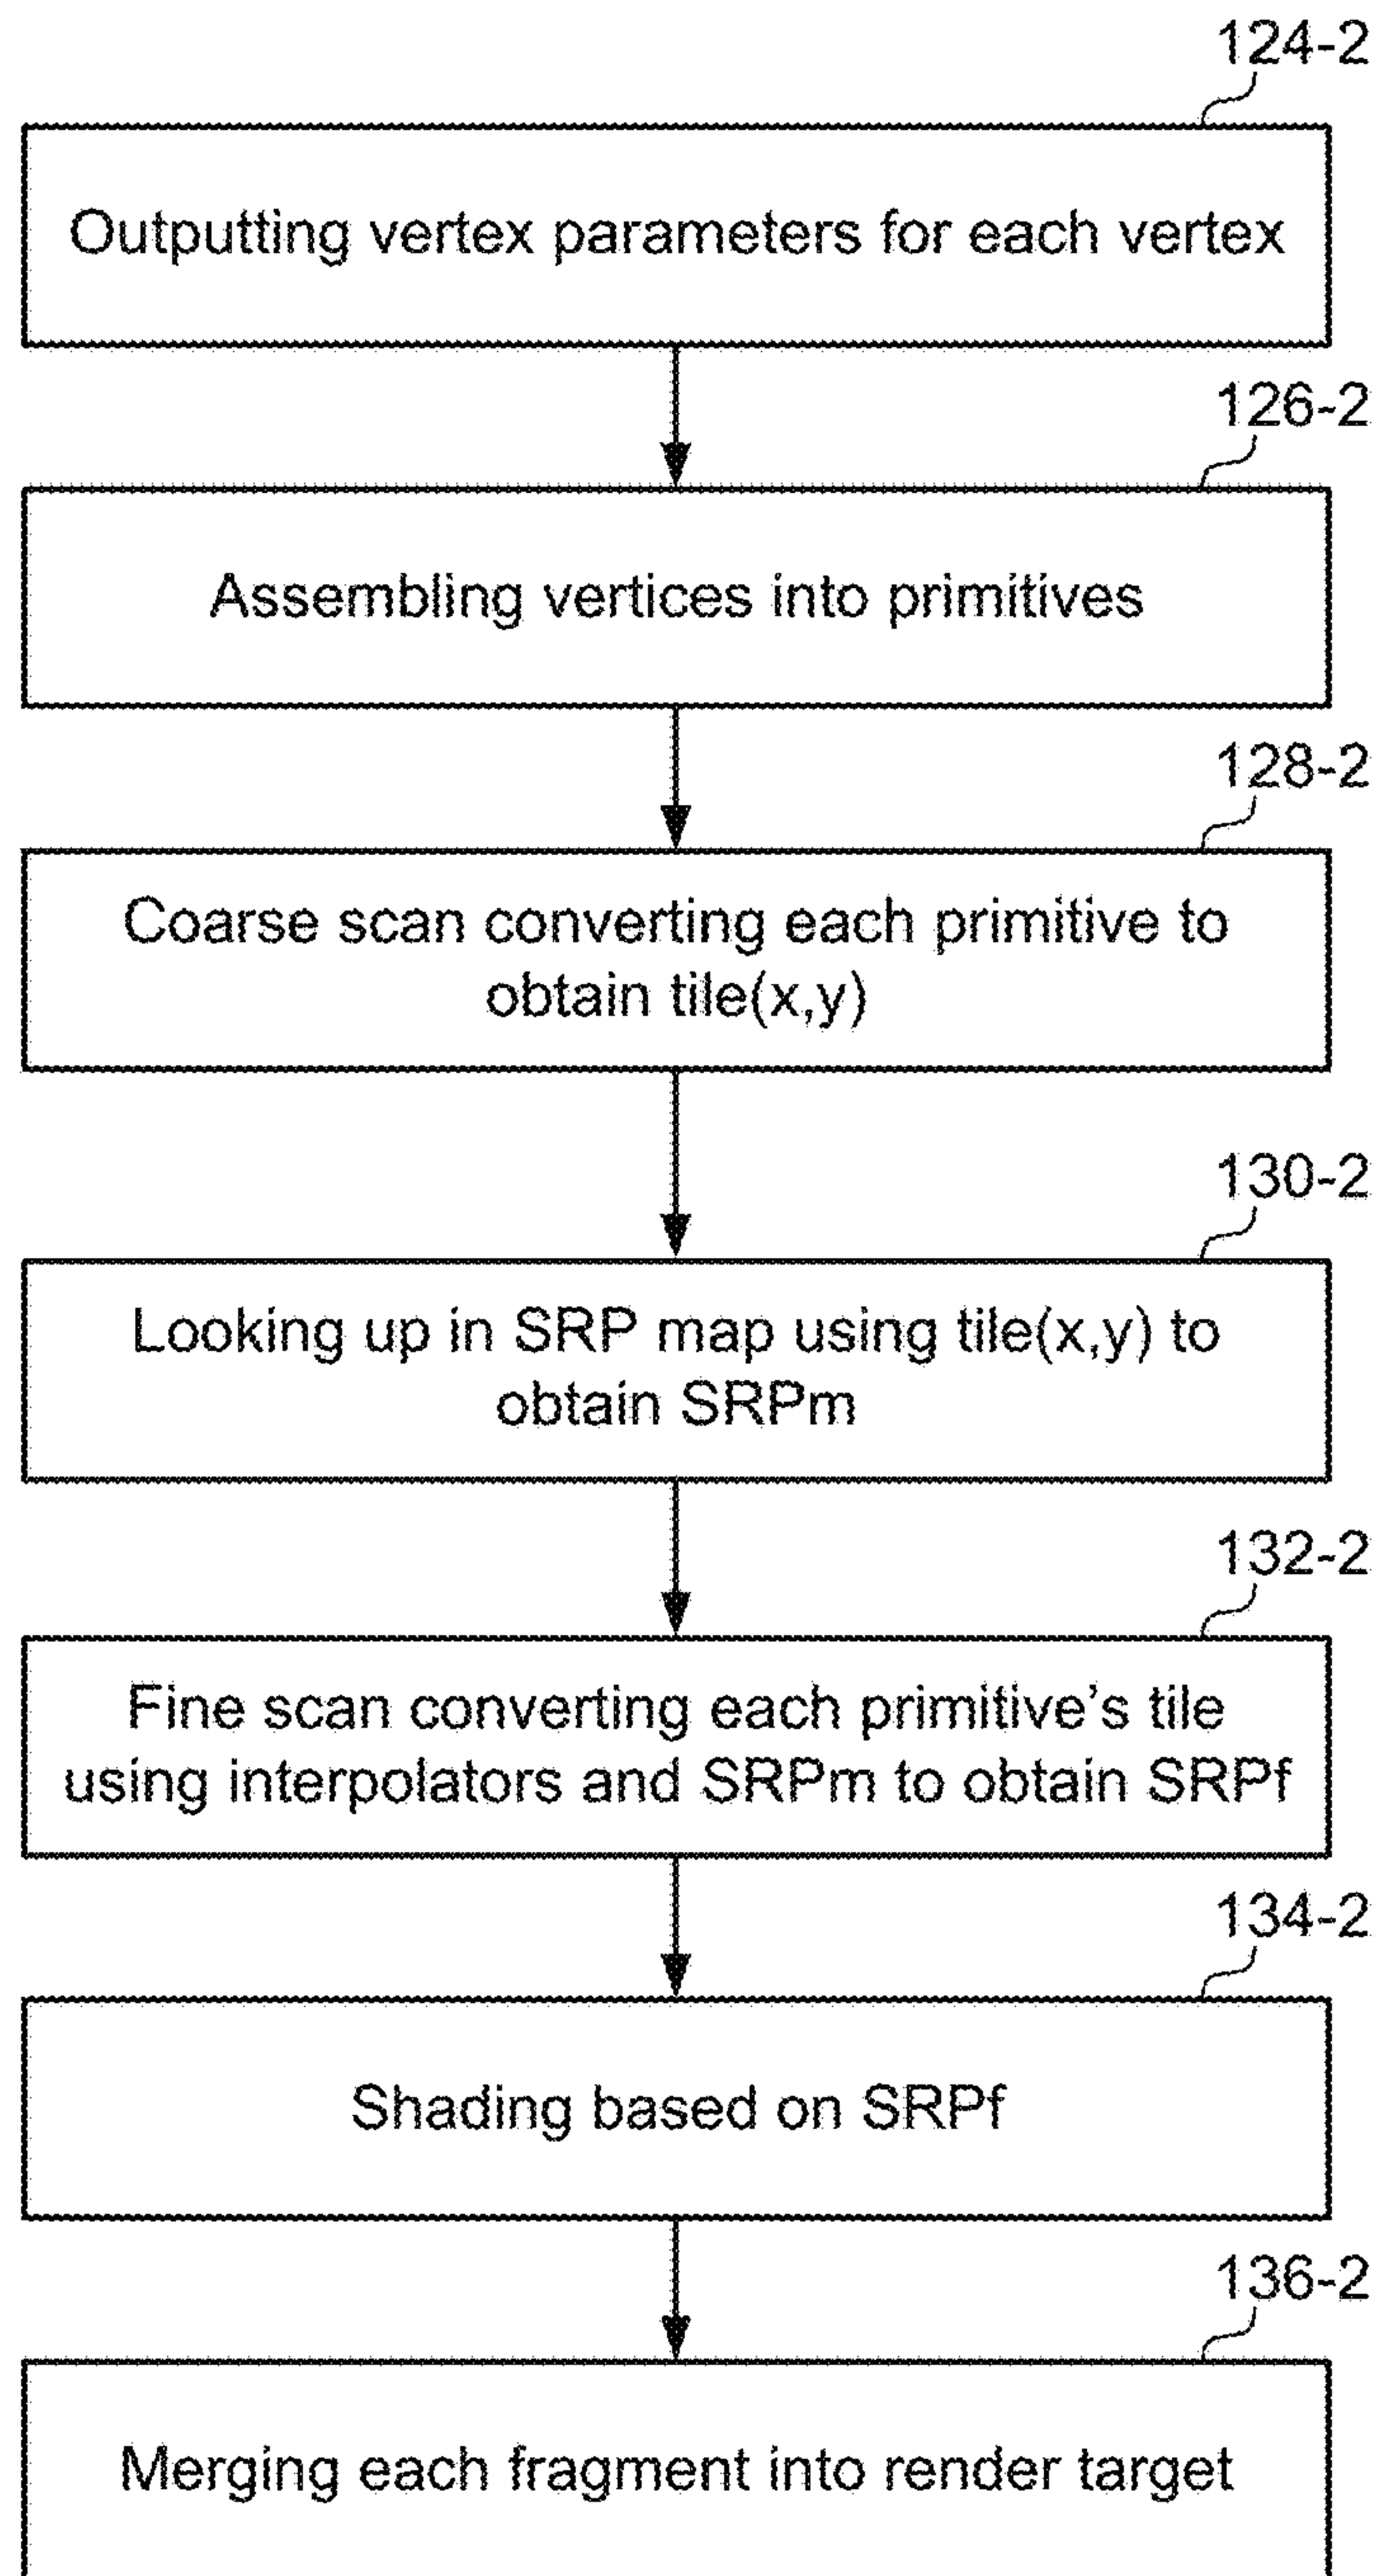 124-2
Outputting vertex parameters for each vertex
126-2
Assembling vertices into primitives
128-2
Coarse scan converting each primitive to
obtain tile(x,y)
130-2
Looking up in SRP map using tile(x,y) to
obtain SRPm
132-2
Fine scan converting each primitive's tile
using interpolators and SRPm to obtain SRPf
134-2
Shading based on SRPf
136-2
Merging each fragment into render target